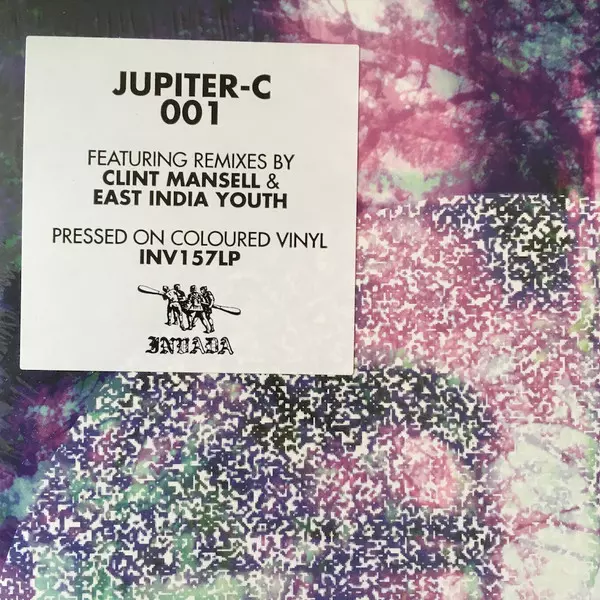 JUPITER-C
001
FEATURING REMIXES BY
CLINT MANSELL &
EAST INDIA YOUTH
PRESSED ON COLOURED VINYL
INV157LP
INVADA